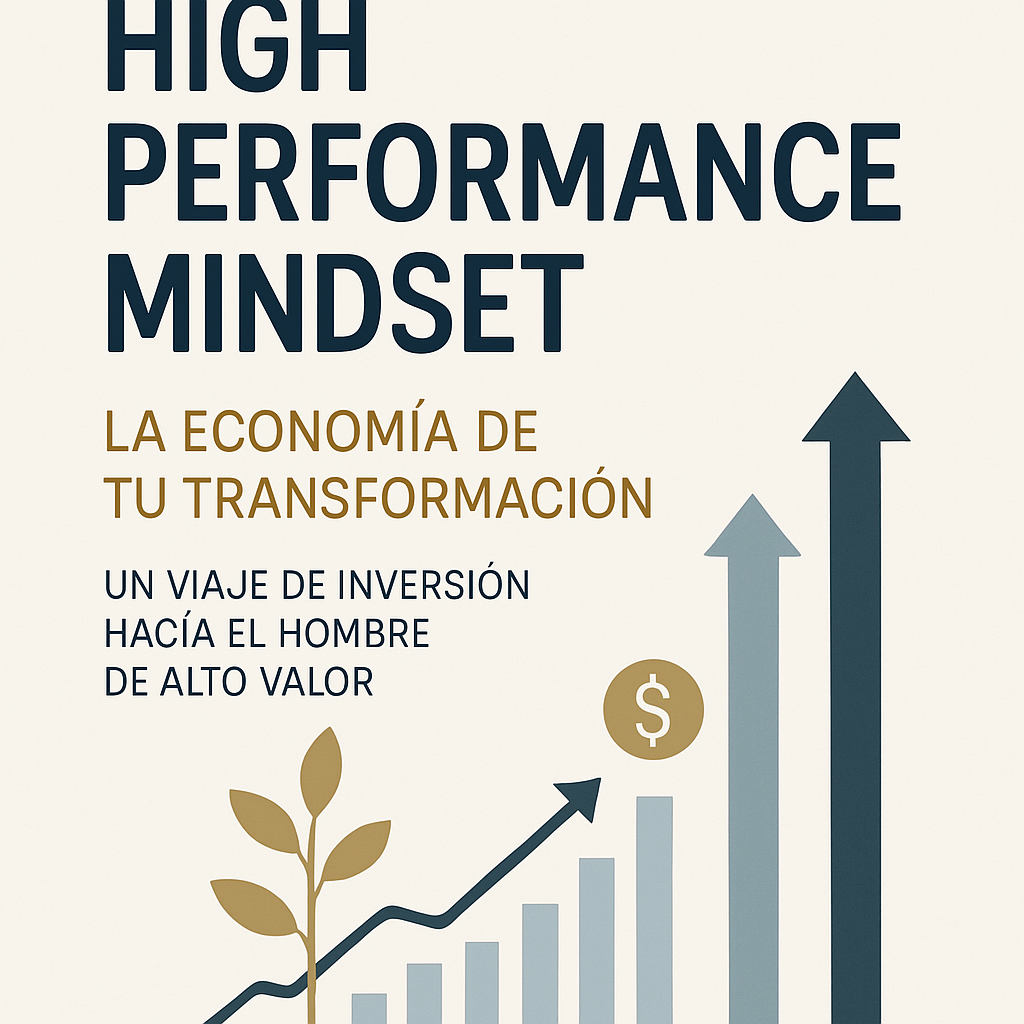 HIGH
PERFORMANCE
MINDSET
LA ECONOMÍA DE
TU TRANSFORMACIÓN
UN VIAJE DE INVERSIÓN
HACÍA EL HOMBRE
DE ALTO VALOR
$